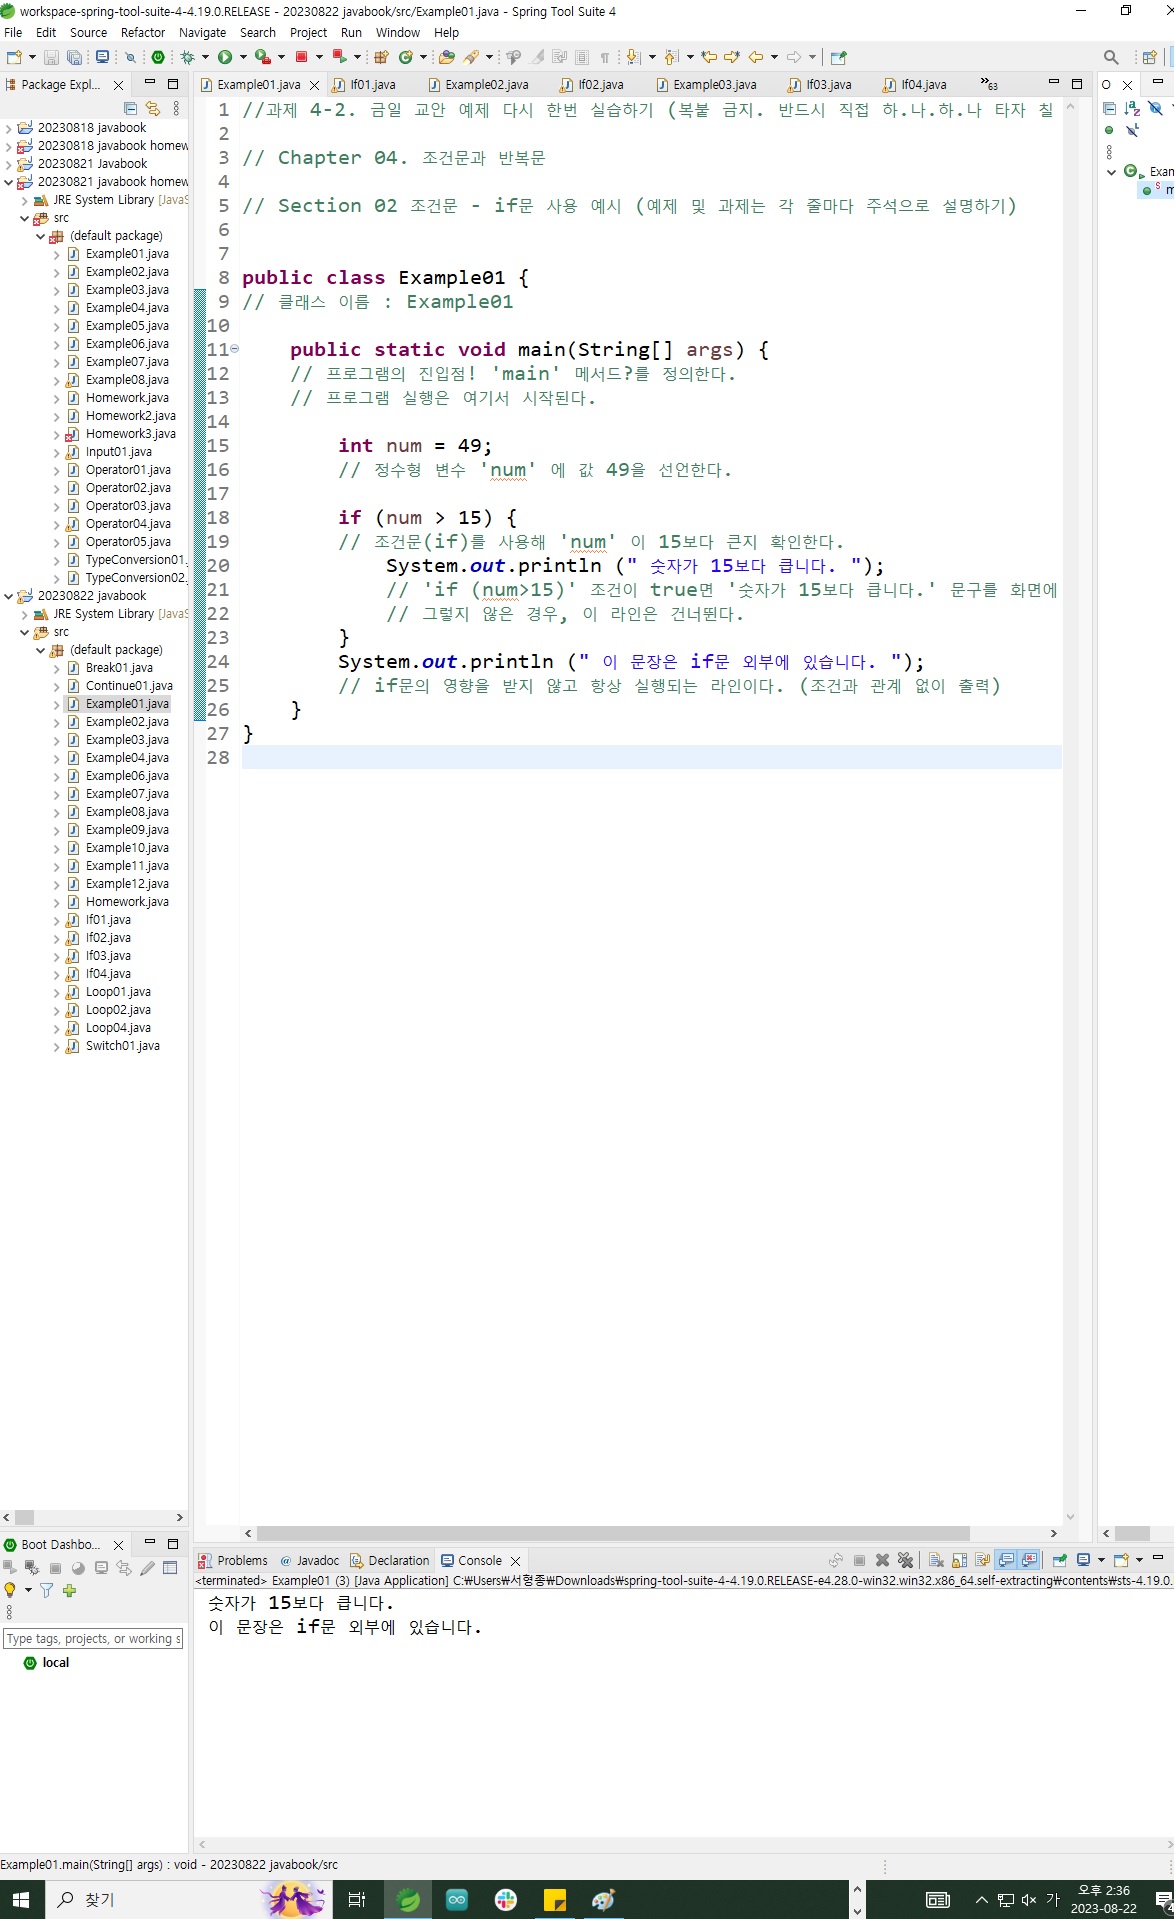 workspace-spring-tool-suite-4-4.19.0.RELEASE - 20230822 javabook/src/Example01.java - Spring Tool Suite 4
File Edit Source Refactor Navigate Search Project Run Window Help
Package Expl...
Example01.java If01.java Example02.java If02.java Example03.java If03.java If04.java »63
20230818 javabook
20230818 javabook homew
20230821 Javabook
20230821 javabook homew
JRE System Library [JavaS
src
(default package)
Example01.java
Example02.java
Example03.java
Example04.java
Example05.java
Example06.java
Example07.java
Example08.java
Homework.java
Homework2.java
Homework3.java
Input01.java
Operator01.java
Operator02.java
Operator03.java
Operator04.java
Operator05.java
TypeConversion01.
TypeConversion02.
20230822 javabook
JRE System Library [JavaS
src
(default package)
Break01.java
Continue01.java
Example01.java
Example02.java
Example03.java
Example04.java
Example06.java
Example07.java
Example08.java
Example09.java
Example10.java
Example11.java
Example12.java
Homework.java
If01.java
If02.java
If03.java
If04.java
Loop01.java
Loop02.java
Loop04.java
Switch01.java
1 //과제 4-2. 금일 교안 예제 다시 한번 실습하기 (복붙 금지. 반드시 직접 하.나.하.나 타자 칠
2
3 // Chapter 04. 조건문과 반복문
4
5 // Section 02 조건문 - if문 사용 예시 (예제 및 과제는 각 줄마다 주석으로 설명하기)
6
7
8 public class Example01 {
9 // 클래스 이름 : Example01
10
11 public static void main(String[] args) {
12 // 프로그램의 진입점! 'main' 메서드?를 정의한다.
13 // 프로그램 실행은 여기서 시작된다.
14
15 int num = 49;
16 // 정수형 변수 'num' 에 값 49을 선언한다.
17
18 if (num > 15) {
19 // 조건문(if)를 사용해 'num' 이 15보다 큰지 확인한다.
20 System.out.println (" 숫자가 15보다 큽니다. ");
21 // 'if (num>15)' 조건이 true면 '숫자가 15보다 큽니다.' 문구를 화면에
22 // 그렇지 않은 경우, 이 라인은 건너뛴다.
23 }
24 System.out.println (" 이 문장은 if문 외부에 있습니다. ");
25 // if문의 영향을 받지 않고 항상 실행되는 라인이다. (조건과 관계 없이 출력)
26 }
27 }
28
Exam
m
Boot Dashbo...
Type tags, projects, or working s
local
Problems @ Javadoc Declaration Console
<terminated> Example01 (3) [Java Application] C:₩Users₩서형종₩Downloads₩spring-tool-suite-4-4.19.0.RELEASE-e4.28.0-win32.win32.x86_64.self-extracting₩contents₩sts-4.19.0.
숫자가 15보다 큽니다.
이 문장은 if문 외부에 있습니다.
Example01.main(String[] args) : void - 20230822 javabook/src
찾기
가
오후 2:36
2023-08-22